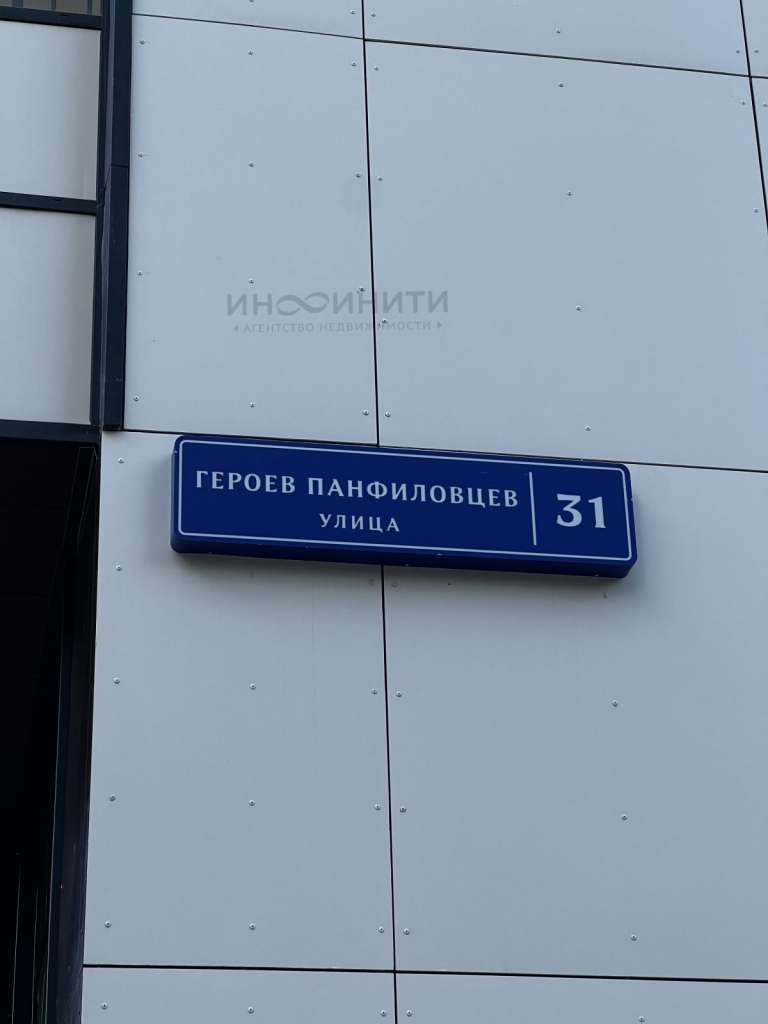 ИНФИНИТИ
АГЕНТСТВО НЕДВИЖИМОСТИ
ГЕРОЕВ ПАНФИЛОВЦЕВ
УЛИЦА
31